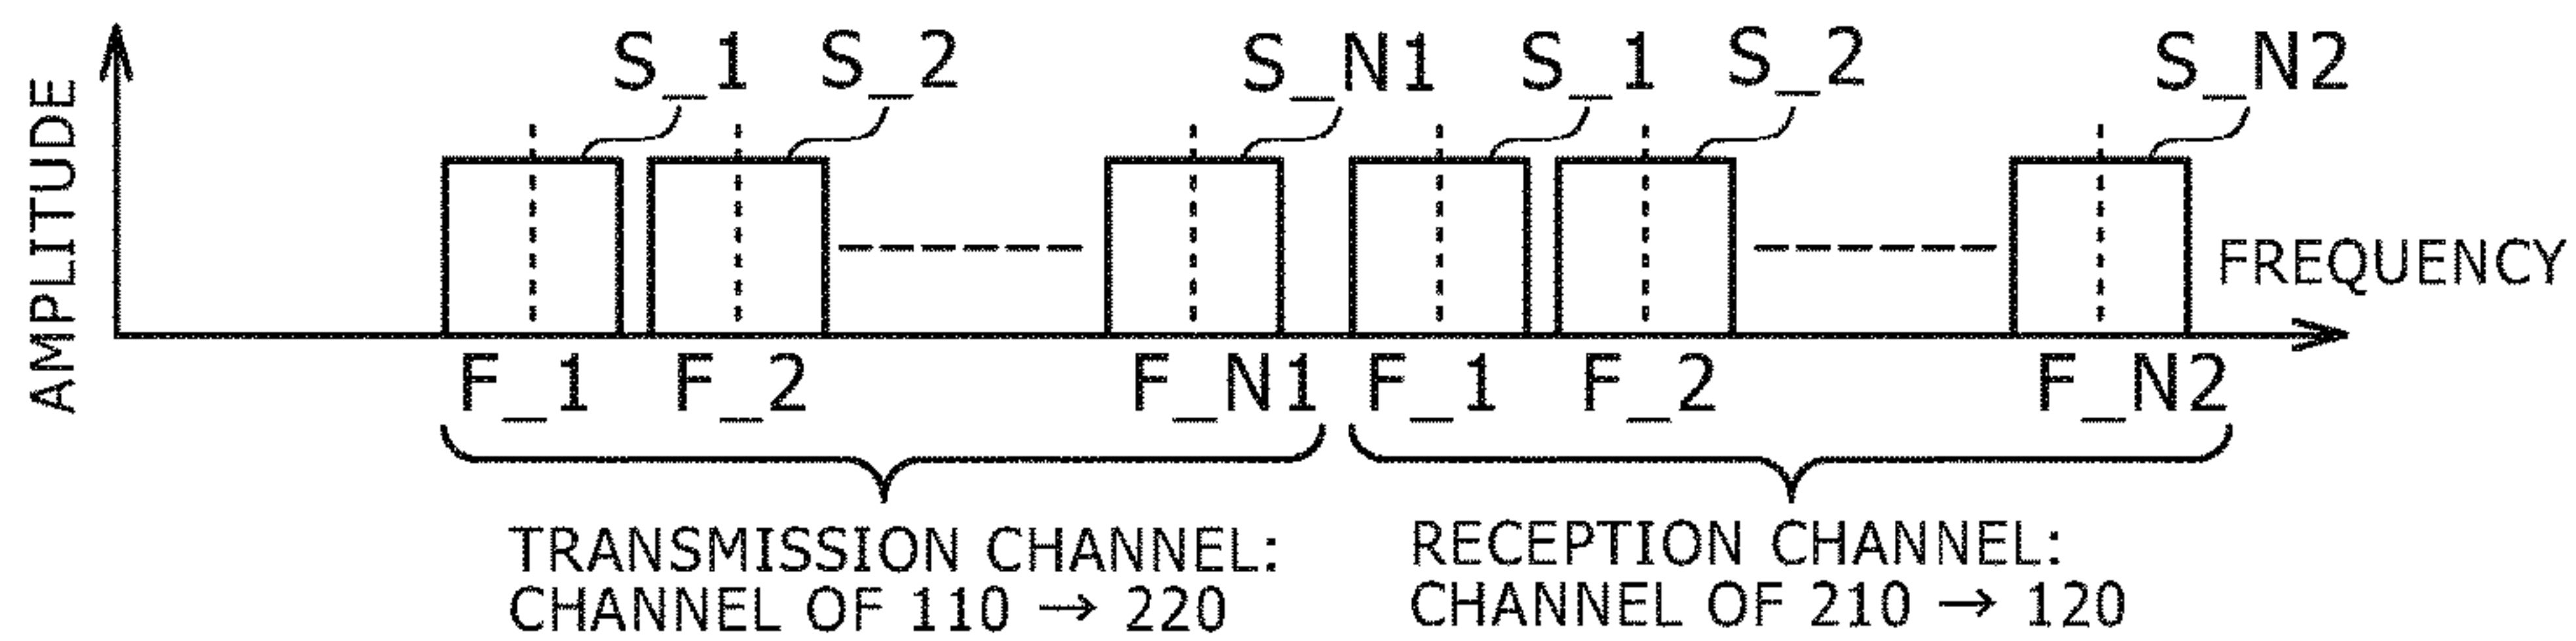 AMPLITUDE
S_1 S_2 S_N1 S_1 S_2 S_N2
FREQUENCY
F_1 F_2 F_N1 F_1 F_2 F_N2
TRANSMISSION CHANNEL:
CHANNEL OF 110 → 220
RECEPTION CHANNEL:
CHANNEL OF 210 → 120